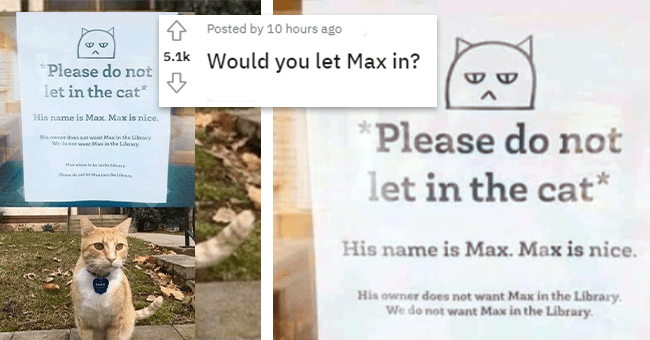 Posted by 10 hours ago
5.1k
Would you let Max in?
*Please do not
let in the cat*
His name is Max. Max is nice.
His owner does not want Max in the Library.
We do not want Max in the Library.
Max wants to be in the Library.
Please do not let Max into the Library.
*Please do not
let in the cat*
His name is Max. Max is nice.
His owner does not want Max in the Library.
We do not want Max in the Library.